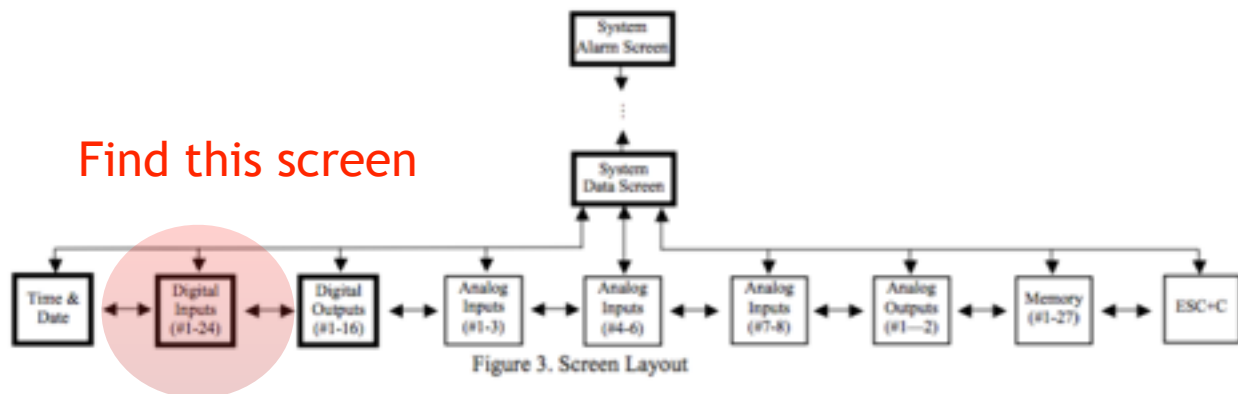 System
Alarm Screen
Find this screen
System
Data Screen
Time &
Date
Digital
Inputs
(#1-24)
Digital
Outputs
(#1-16)
Analog
Inputs
(#1-3)
Analog
Inputs
(#4-6)
Analog
Inputs
(#7-8)
Analog
Outputs
(#1—2)
Memory
(#1-27)
ESC+C
Figure 3. Screen Layout